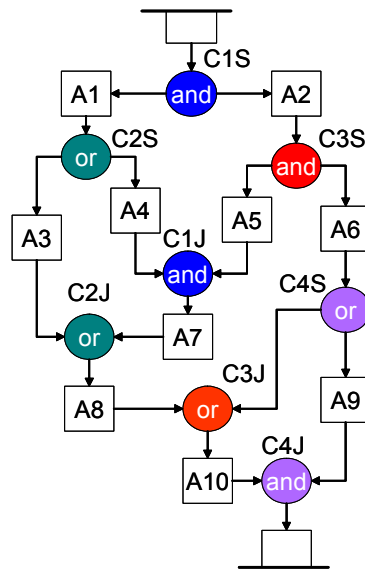 C1S
A1
and
A2
C2S
C3S
or
and
A3
A4
A5
A6
C1J
and
C4S
C2J
or
or
A7
C3J
A8
or
A9
C4J
A10
and